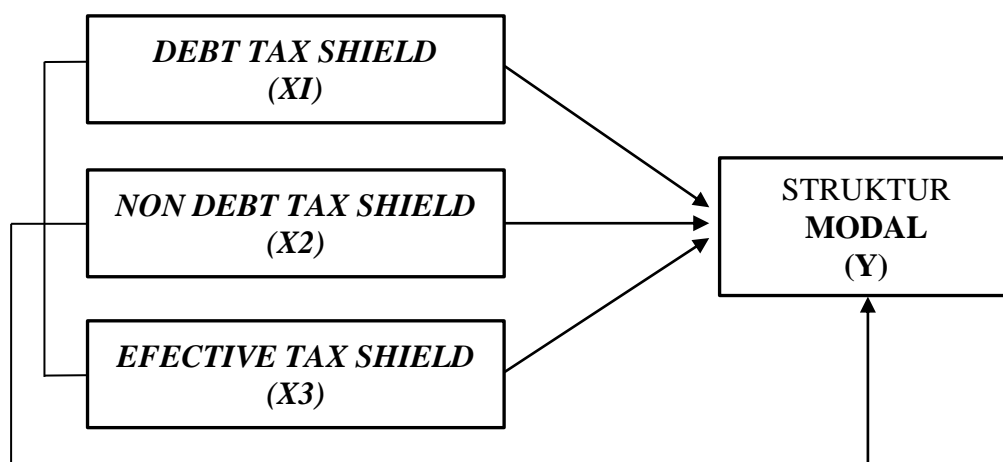 DEBT TAX SHIELD
(XI)
NON DEBT TAX SHIELD
(X2)
EFECTIVE TAX SHIELD
(X3)
STRUKTUR
MODAL
(Y)